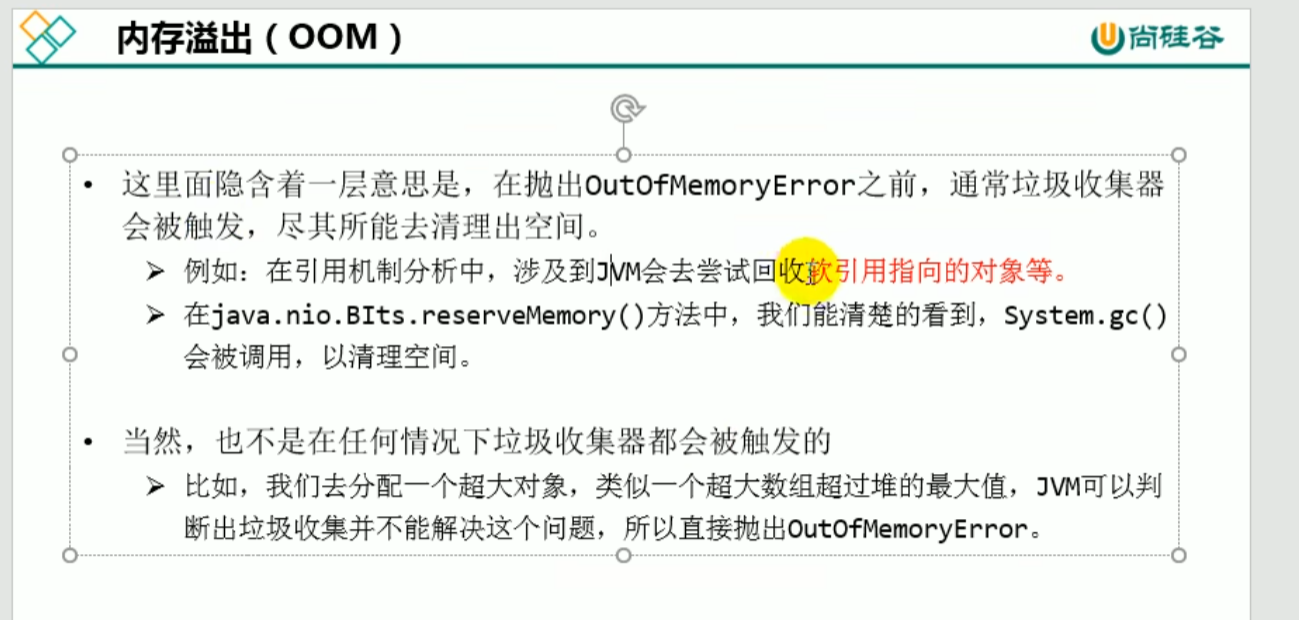 内存溢出（OOM）
尚硅谷
• 这里面隐含着一层意思是，在抛出OutOfMemoryError之前，通常垃圾收集器
会被触发，尽其所能去清理出空间。
➢ 例如：在引用机制分析中，涉及到JVM会去尝试回收软引用指向的对象等。
➢ 在java.nio.BIts.reserveMemory()方法中，我们能清楚的看到，System.gc()
会被调用，以清理空间。
• 当然，也不是在任何情况下垃圾收集器都会被触发的
➢ 比如，我们去分配一个超大对象，类似一个超大数组超过堆的最大值，JVM可以判
断出垃圾收集并不能解决这个问题，所以直接抛出OutOfMemoryError。